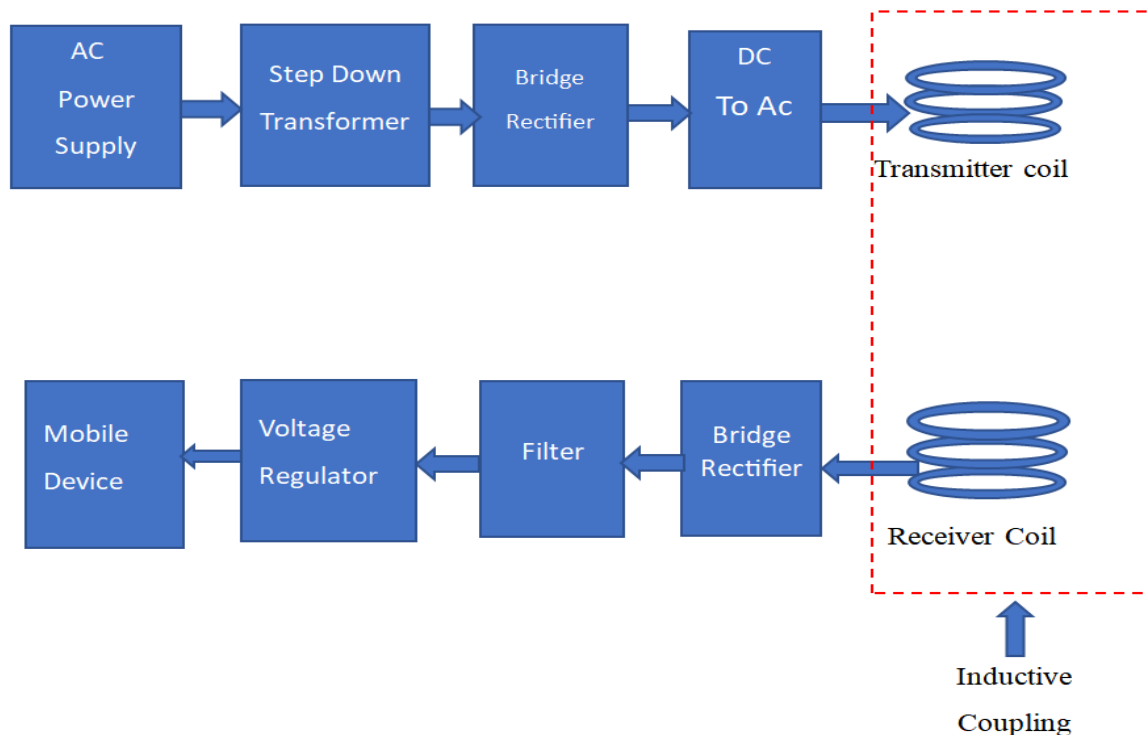 AC
Power
Supply
Step Down
Transformer
Bridge
Rectifier
DC
To Ac
Transmitter coil
Mobile
Device
Voltage
Regulator
Filter
Bridge
Rectifier
Receiver Coil
Inductive
Coupling